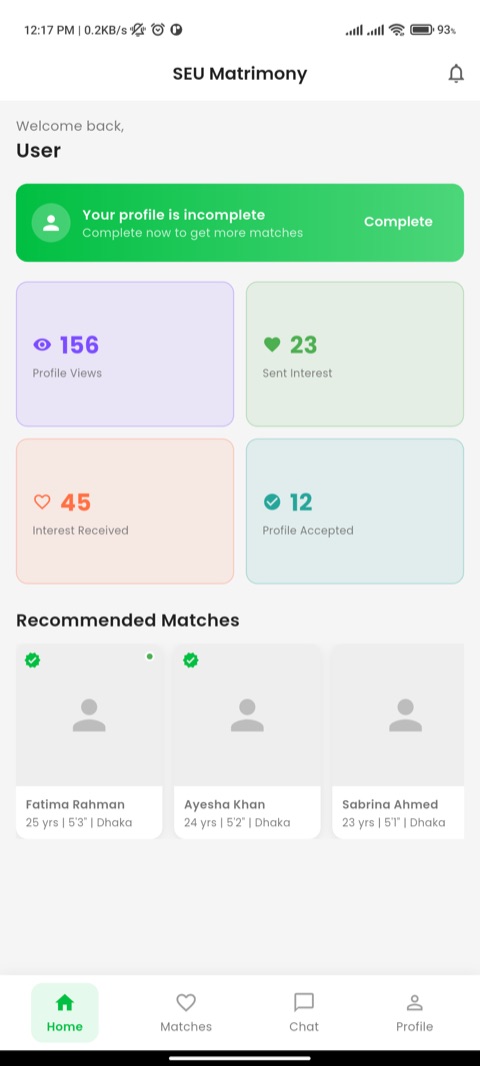 12:17 PM | 0.2KB/s
93%
SEU Matrimony
Welcome back,
User
Your profile is incomplete
Complete now to get more matches
Complete
156
Profile Views
23
Sent Interest
45
Interest Received
12
Profile Accepted
Recommended Matches
Fatima Rahman
25 yrs | 5'3" | Dhaka
Ayesha Khan
24 yrs | 5'2" | Dhaka
Sabrina Ahmed
23 yrs | 5'1" | Dhaka
Home
Matches
Chat
Profile